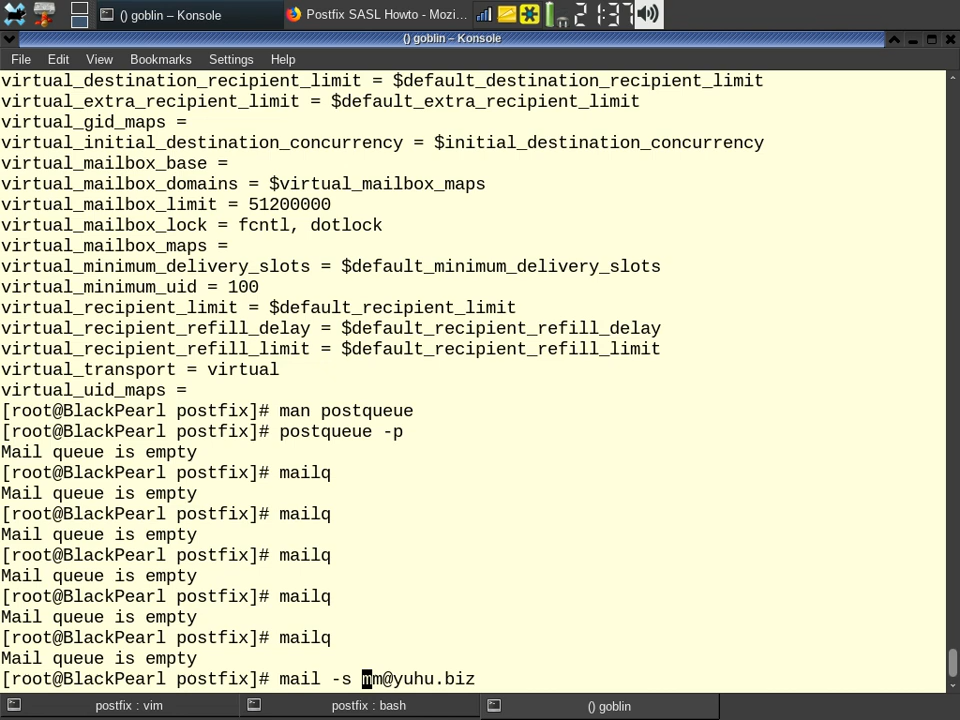 () goblin – Konsole
Postfix SASL Howto - Mozi...
21:37
() goblin – Konsole
File Edit View Bookmarks Settings Help
virtual_destination_recipient_limit = $default_destination_recipient_limit
virtual_extra_recipient_limit = $default_extra_recipient_limit
virtual_gid_maps =
virtual_initial_destination_concurrency = $initial_destination_concurrency
virtual_mailbox_base =
virtual_mailbox_domains = $virtual_mailbox_maps
virtual_mailbox_limit = 51200000
virtual_mailbox_lock = fcntl, dotlock
virtual_mailbox_maps =
virtual_minimum_delivery_slots = $default_minimum_delivery_slots
virtual_minimum_uid = 100
virtual_recipient_limit = $default_recipient_limit
virtual_recipient_refill_delay = $default_recipient_refill_delay
virtual_recipient_refill_limit = $default_recipient_refill_limit
virtual_transport = virtual
virtual_uid_maps =
[root@BlackPearl postfix]# man postqueue
[root@BlackPearl postfix]# postqueue -p
Mail queue is empty
[root@BlackPearl postfix]# mailq
Mail queue is empty
[root@BlackPearl postfix]# mailq
Mail queue is empty
[root@BlackPearl postfix]# mailq
Mail queue is empty
[root@BlackPearl postfix]# mailq
Mail queue is empty
[root@BlackPearl postfix]# mailq
Mail queue is empty
[root@BlackPearl postfix]# mail -s mm@yuhu.biz
postfix : vim
postfix : bash
() goblin